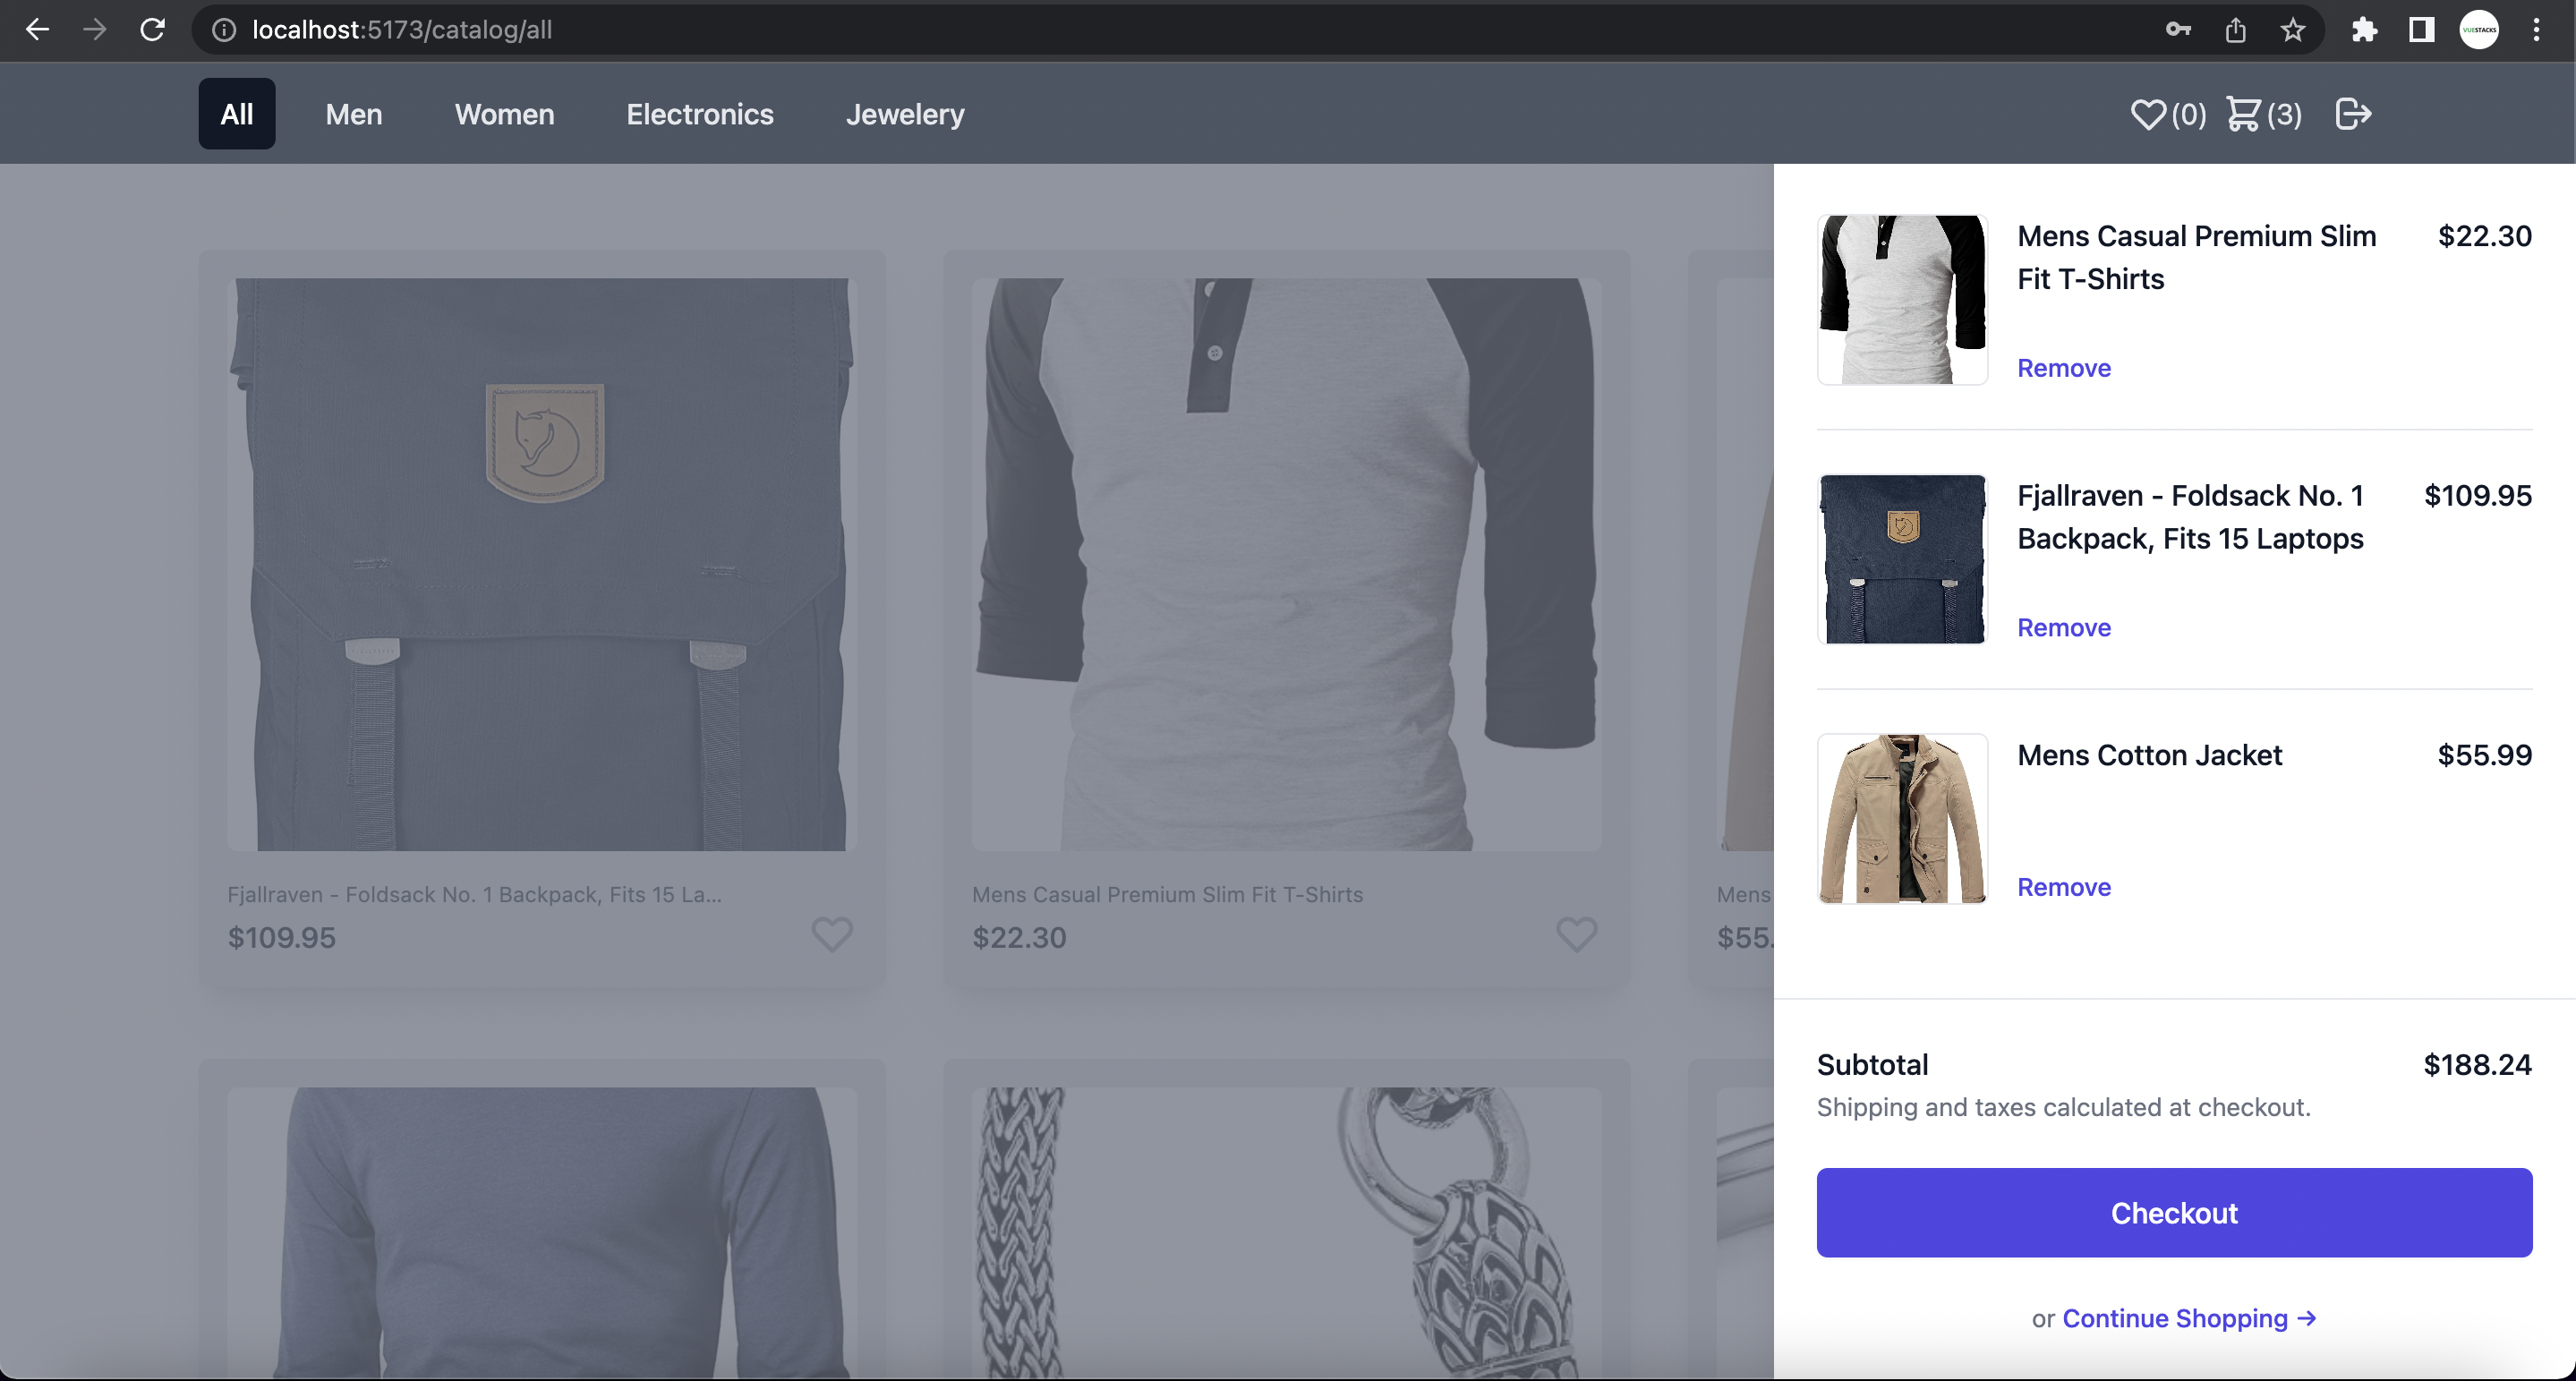 localhost:5173/catalog/all
VUESTACKS
All
Men
Women
Electronics
Jewelery
(0)
(3)
Fjallraven - Foldsack No. 1 Backpack, Fits 15 La...
$109.95
Mens Casual Premium Slim Fit T-Shirts
$22.30
Mens
$55.
Mens Casual Premium Slim
Fit T-Shirts
$22.30
Remove
Fjallraven - Foldsack No. 1
Backpack, Fits 15 Laptops
$109.95
Remove
Mens Cotton Jacket
$55.99
Remove
Subtotal
$188.24
Shipping and taxes calculated at checkout.
Checkout
or Continue Shopping →